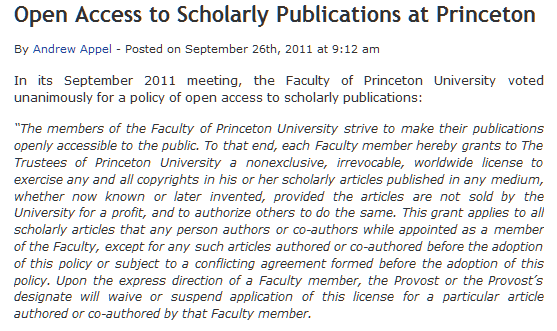 Open Access to Scholarly Publications at Princeton
By Andrew Appel - Posted on September 26th, 2011 at 9:12 am
In its September 2011 meeting, the Faculty of Princeton University voted
unanimously for a policy of open access to scholarly publications:
"The members of the Faculty of Princeton University strive to make their publications
openly accessible to the public. To that end, each Faculty member hereby grants to The
Trustees of Princeton University a nonexclusive, irrevocable, worldwide license to
exercise any and all copyrights in his or her scholarly articles published in any medium,
whether now known or later invented, provided the articles are not sold by the
University for a profit, and to authorize others to do the same. This grant applies to all
scholarly articles that any person authors or co-authors while appointed as a member
of the Faculty, except for any such articles authored or co-authored before the adoption
of this policy or subject to a conflicting agreement formed before the adoption of this
policy. Upon the express direction of a Faculty member, the Provost or the Provost's
designate will waive or suspend application of this license for a particular article
authored or co-authored by that Faculty member.